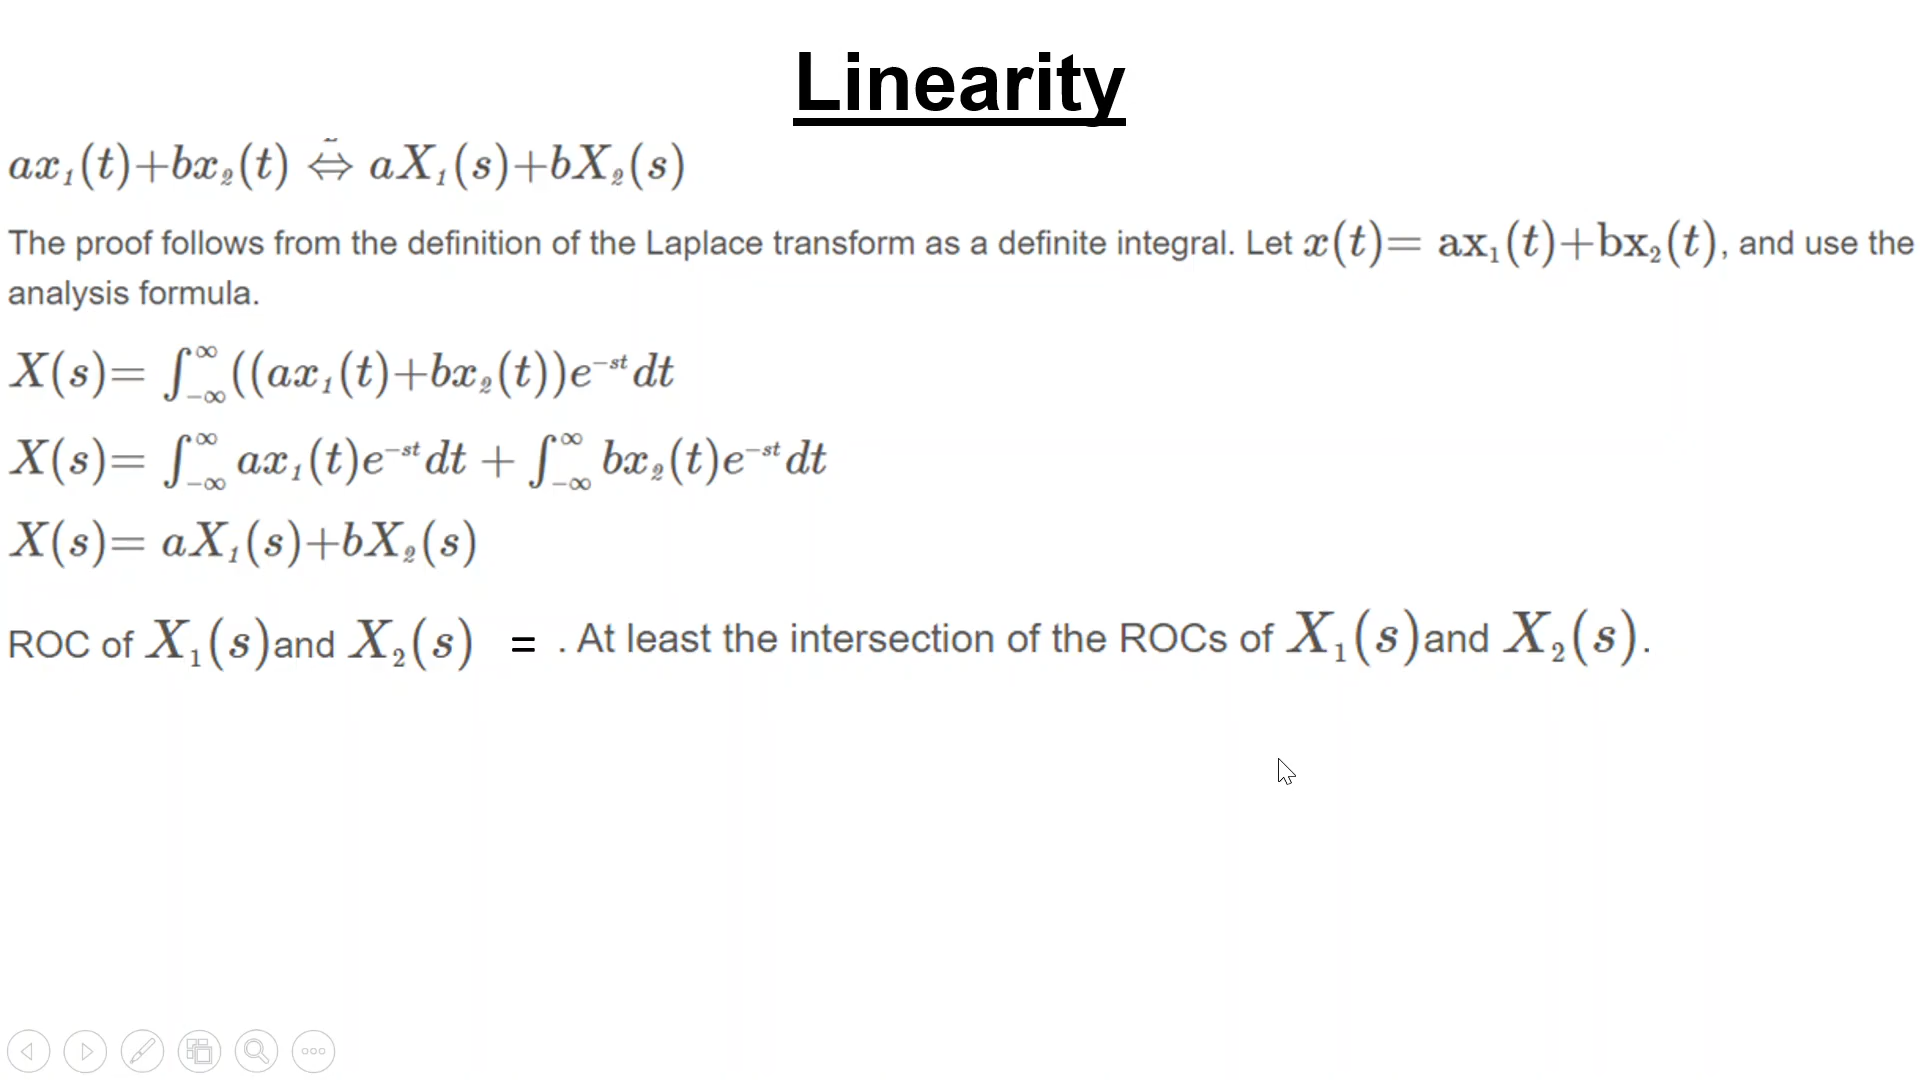 Linearity
ax₁(t)+bx₂(t) ⇔ aX₁(s)+bX₂(s)
The proof follows from the definition of the Laplace transform as a definite integral. Let x(t)= ax₁(t)+bx₂(t), and use the
analysis formula.
X(s)= ∫_{-∞}^{∞} ((ax₁(t)+bx₂(t))e^{-st} dt
X(s)= ∫_{-∞}^{∞} ax₁(t)e^{-st} dt + ∫_{-∞}^{∞} bx₂(t)e^{-st} dt
X(s)= aX₁(s)+bX₂(s)
ROC of X₁(s)and X₂(s) = . At least the intersection of the ROCs of X₁(s)and X₂(s).